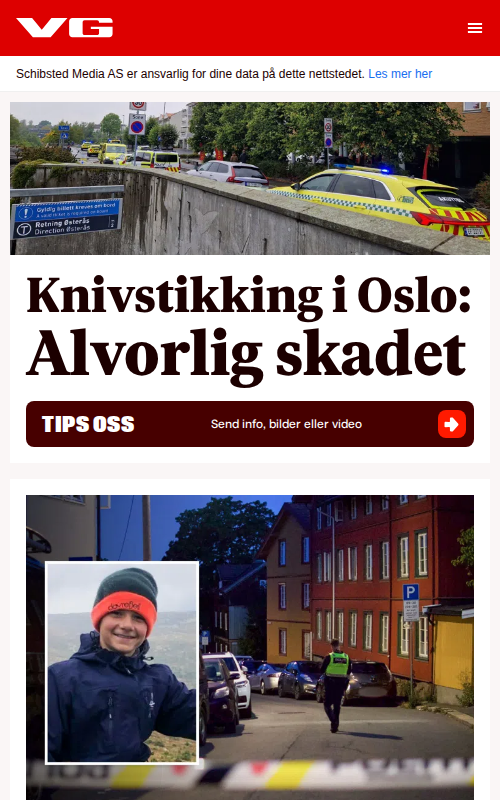 VG
Schibsted Media AS er ansvarlig for dine data på dette nettstedet. Les mer her
Gyldig billett kreves om bord
Retning Østerås
Direction Østerås
Knivstikking i Oslo:
Alvorlig skadet
TIPS OSS
Send info, bilder eller video
P